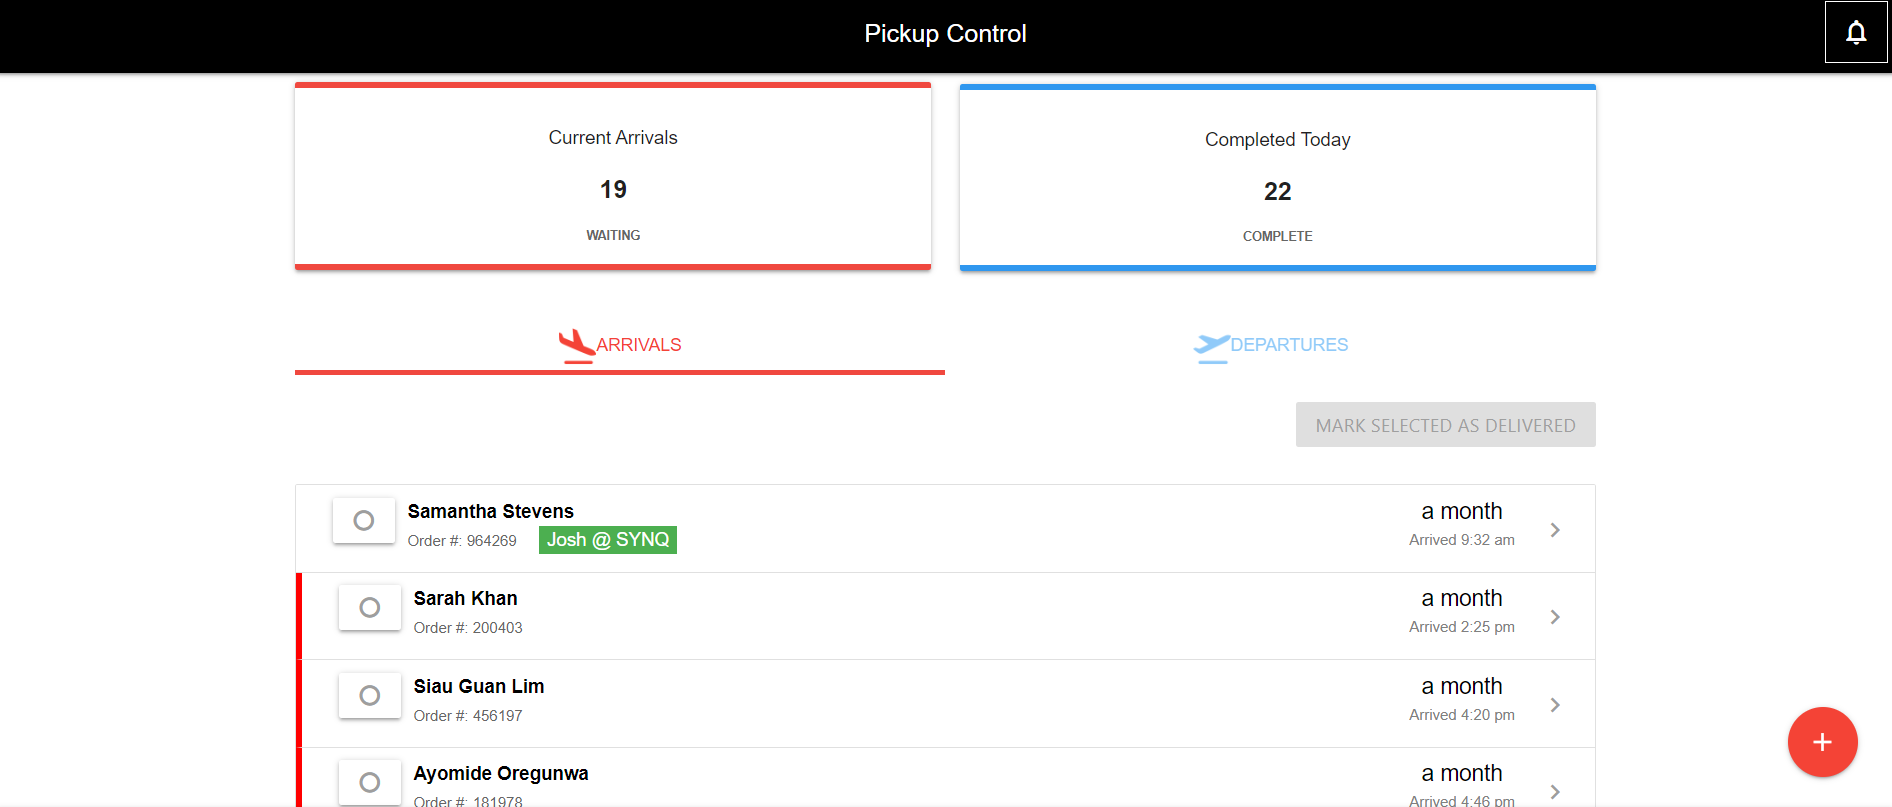 Pickup Control
Current Arrivals
19
WAITING
Completed Today
22
COMPLETE
ARRIVALS
DEPARTURES
MARK SELECTED AS DELIVERED
Samantha Stevens
Order #: 964269
Josh @ SYNQ
a month
Arrived 9:32 am
Sarah Khan
Order #: 200403
a month
Arrived 2:25 pm
Siau Guan Lim
Order #: 456197
a month
Arrived 4:20 pm
Ayomide Oregunwa
Order #: 181978
a month
Arrived 4:46 pm